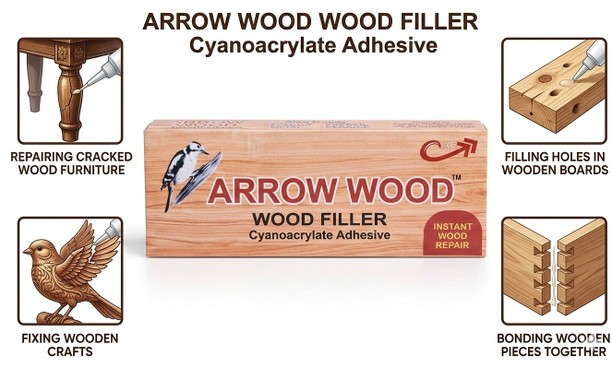 ARROW WOOD WOOD FILLER
Cyanoacrylate Adhesive
REPAIRING CRACKED
WOOD FURNITURE
FILLING HOLES IN
WOODEN BOARDS
ARROW WOOD™
WOOD FILLER
Cyanoacrylate Adhesive
INSTANT
WOOD
REPAIR
FIXING WOODEN
CRAFTS
BONDING WOODEN
PIECES TOGETHER